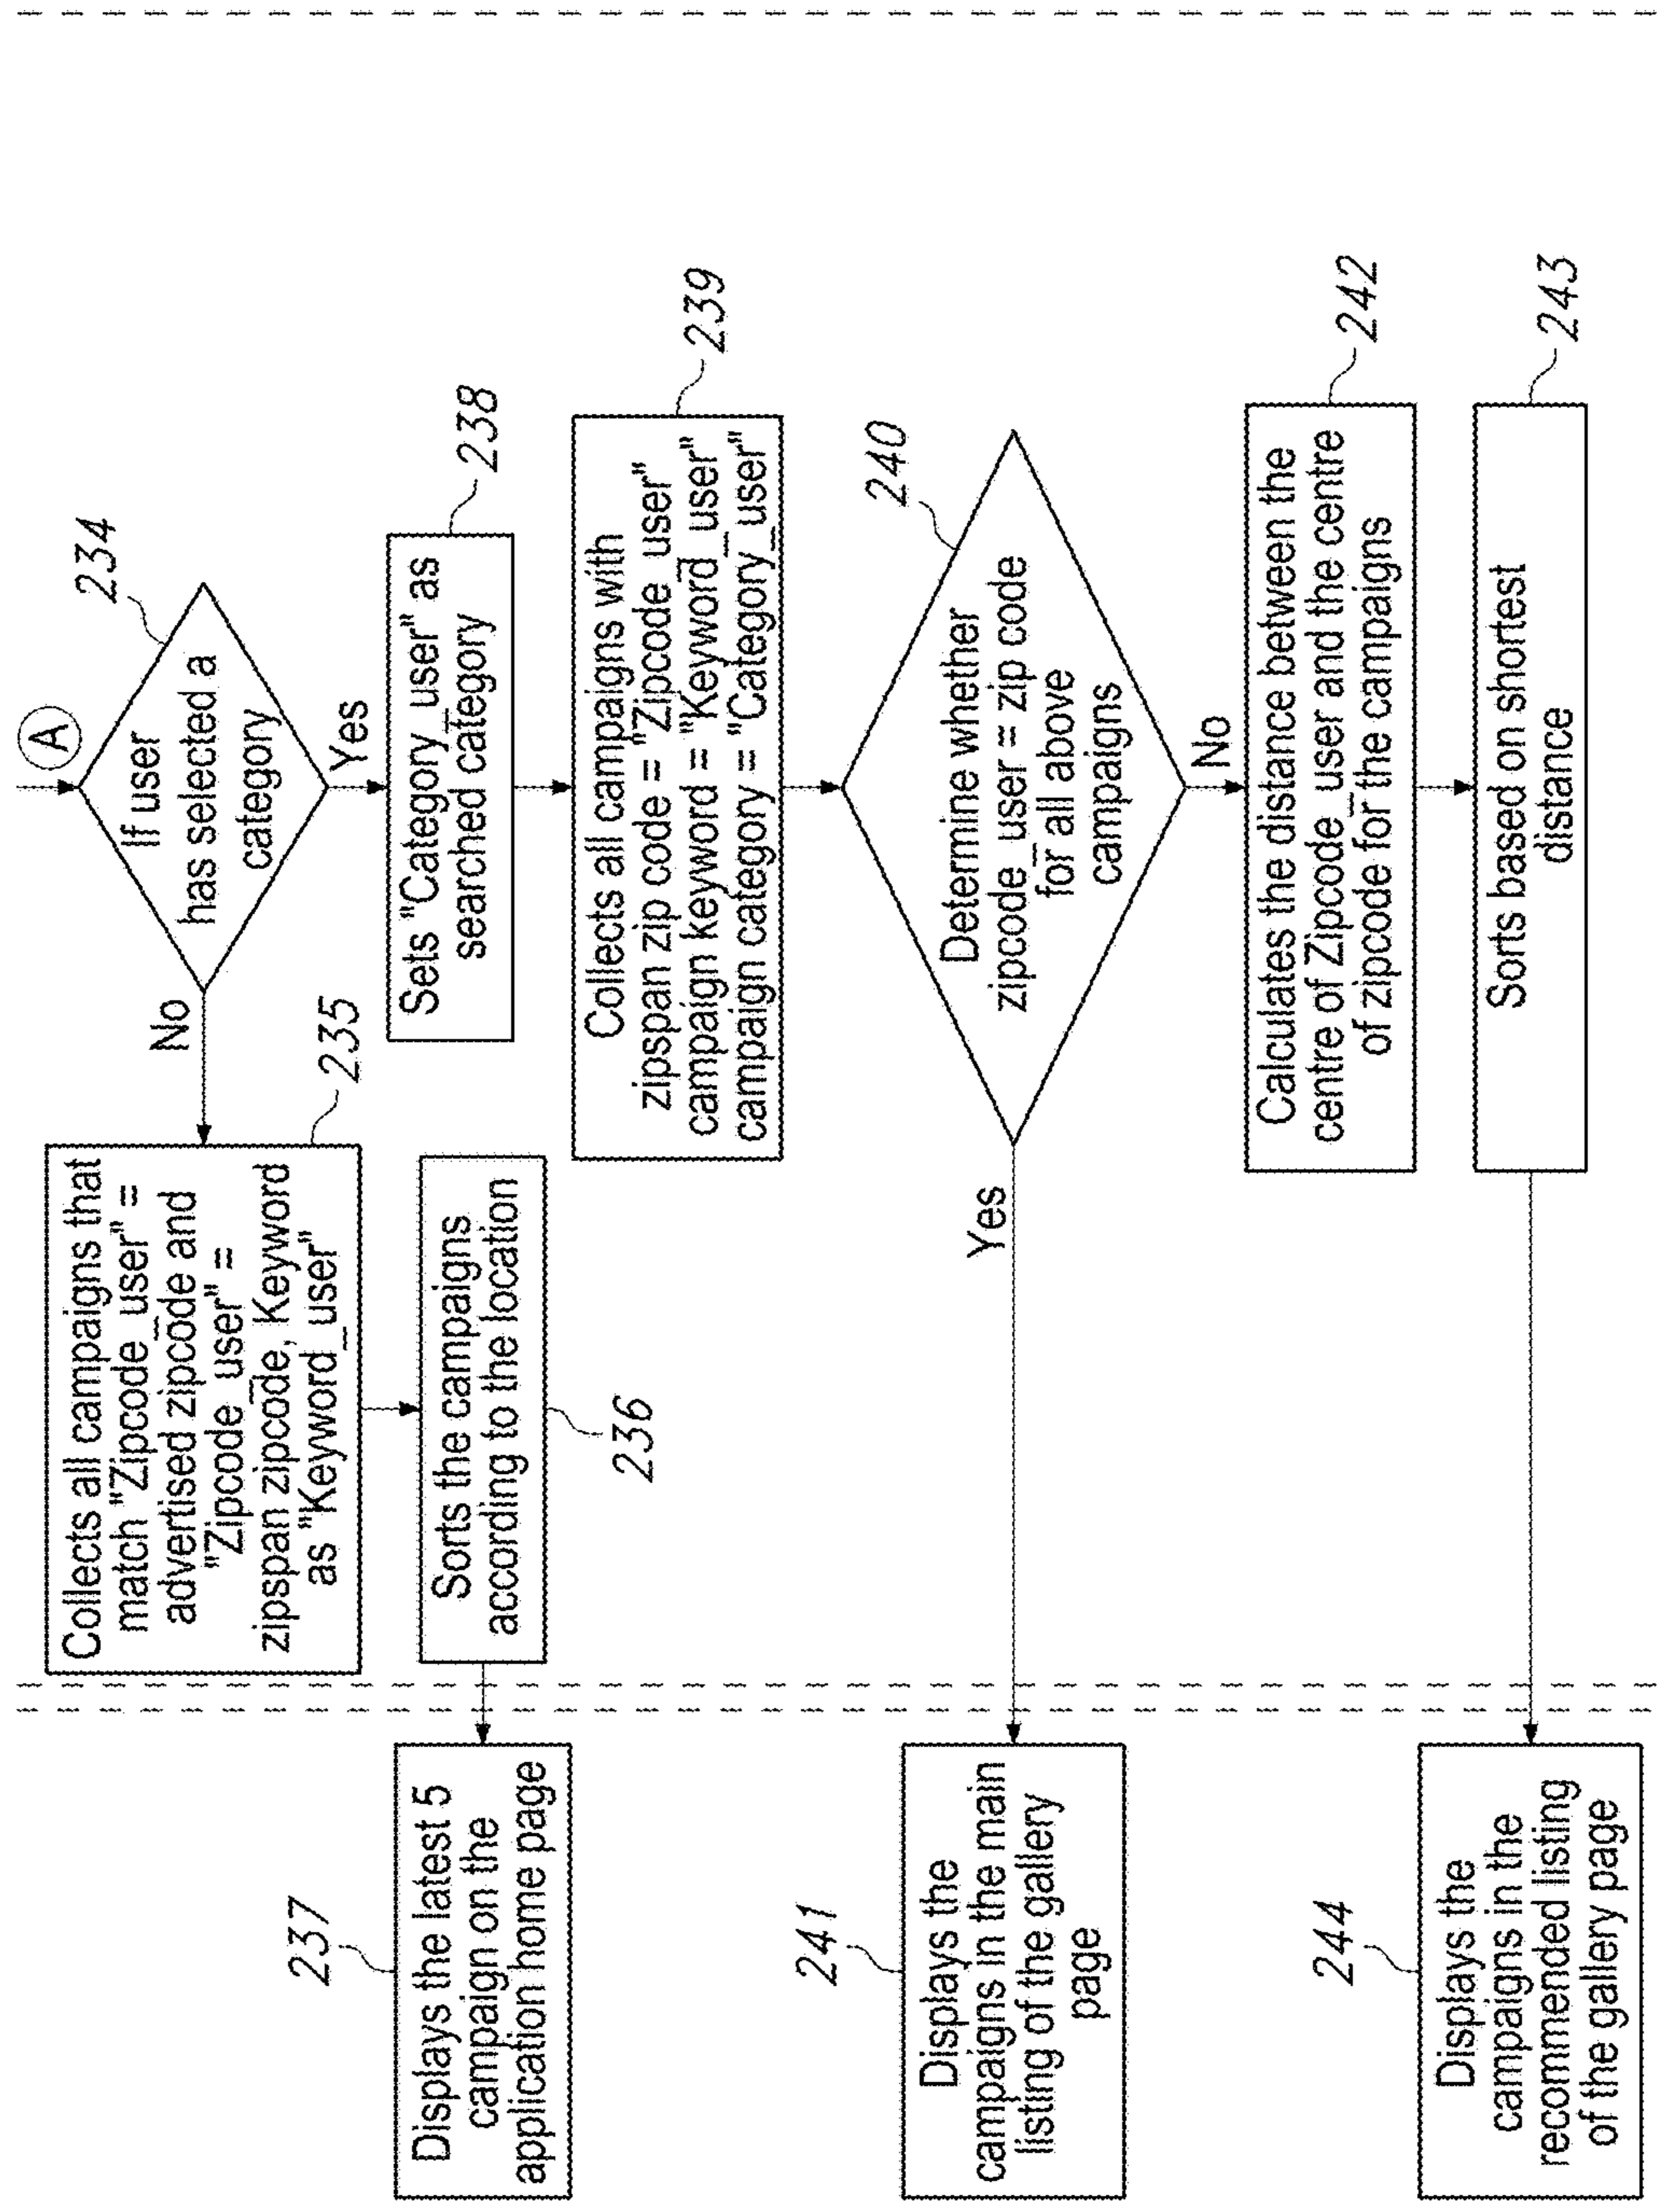 A
234
If user
has selected a
category
No
Yes
235
Collects all campaigns that
match "Zipcode_user" =
advertised zipcode and
"Zipcode_user" =
zipspan zipcode, Keyword
as "Keyword_user"
Sorts the campaigns
according to the location
236
237
Displays the latest 5
campaign on the
application home page
238
Sets "Category_user" as
searched category
239
Collects all campaigns with
zipspan zip code = "Zipcode_user"
campaign keyword = "Keyword_user"
campaign category = "Category_user"
240
Determine whether
zipcode_user = zip code
for all above
campaigns
Yes
No
241
Displays the
campaigns in the main
listing of the gallery
page
242
Calculates the distance between the
centre of Zipcode_user and the centre
of zipcode for the campaigns
243
Sorts based on shortest
distance
244
Displays the
campaigns in the
recommended listing
of the gallery page